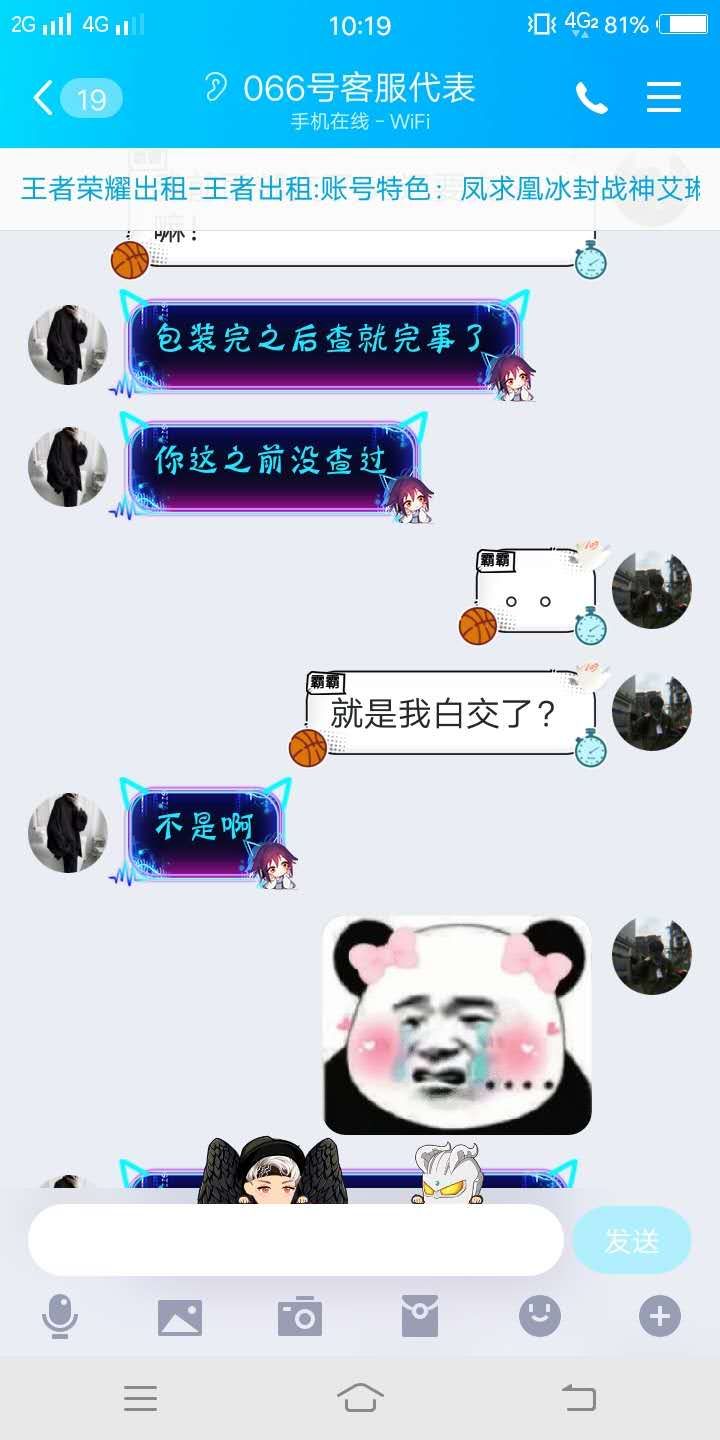 2G 4G 10:19 4G2 81%
19 066号客服代表
手机在线 - WiFi
王者荣耀出租-王者出租:账号特色：凤求凰冰封战神艾琳
嘛！
包装完之后查就完事了
你这之前没查过
霸霸
。。
霸霸
就是我白交了？
不是啊
发送